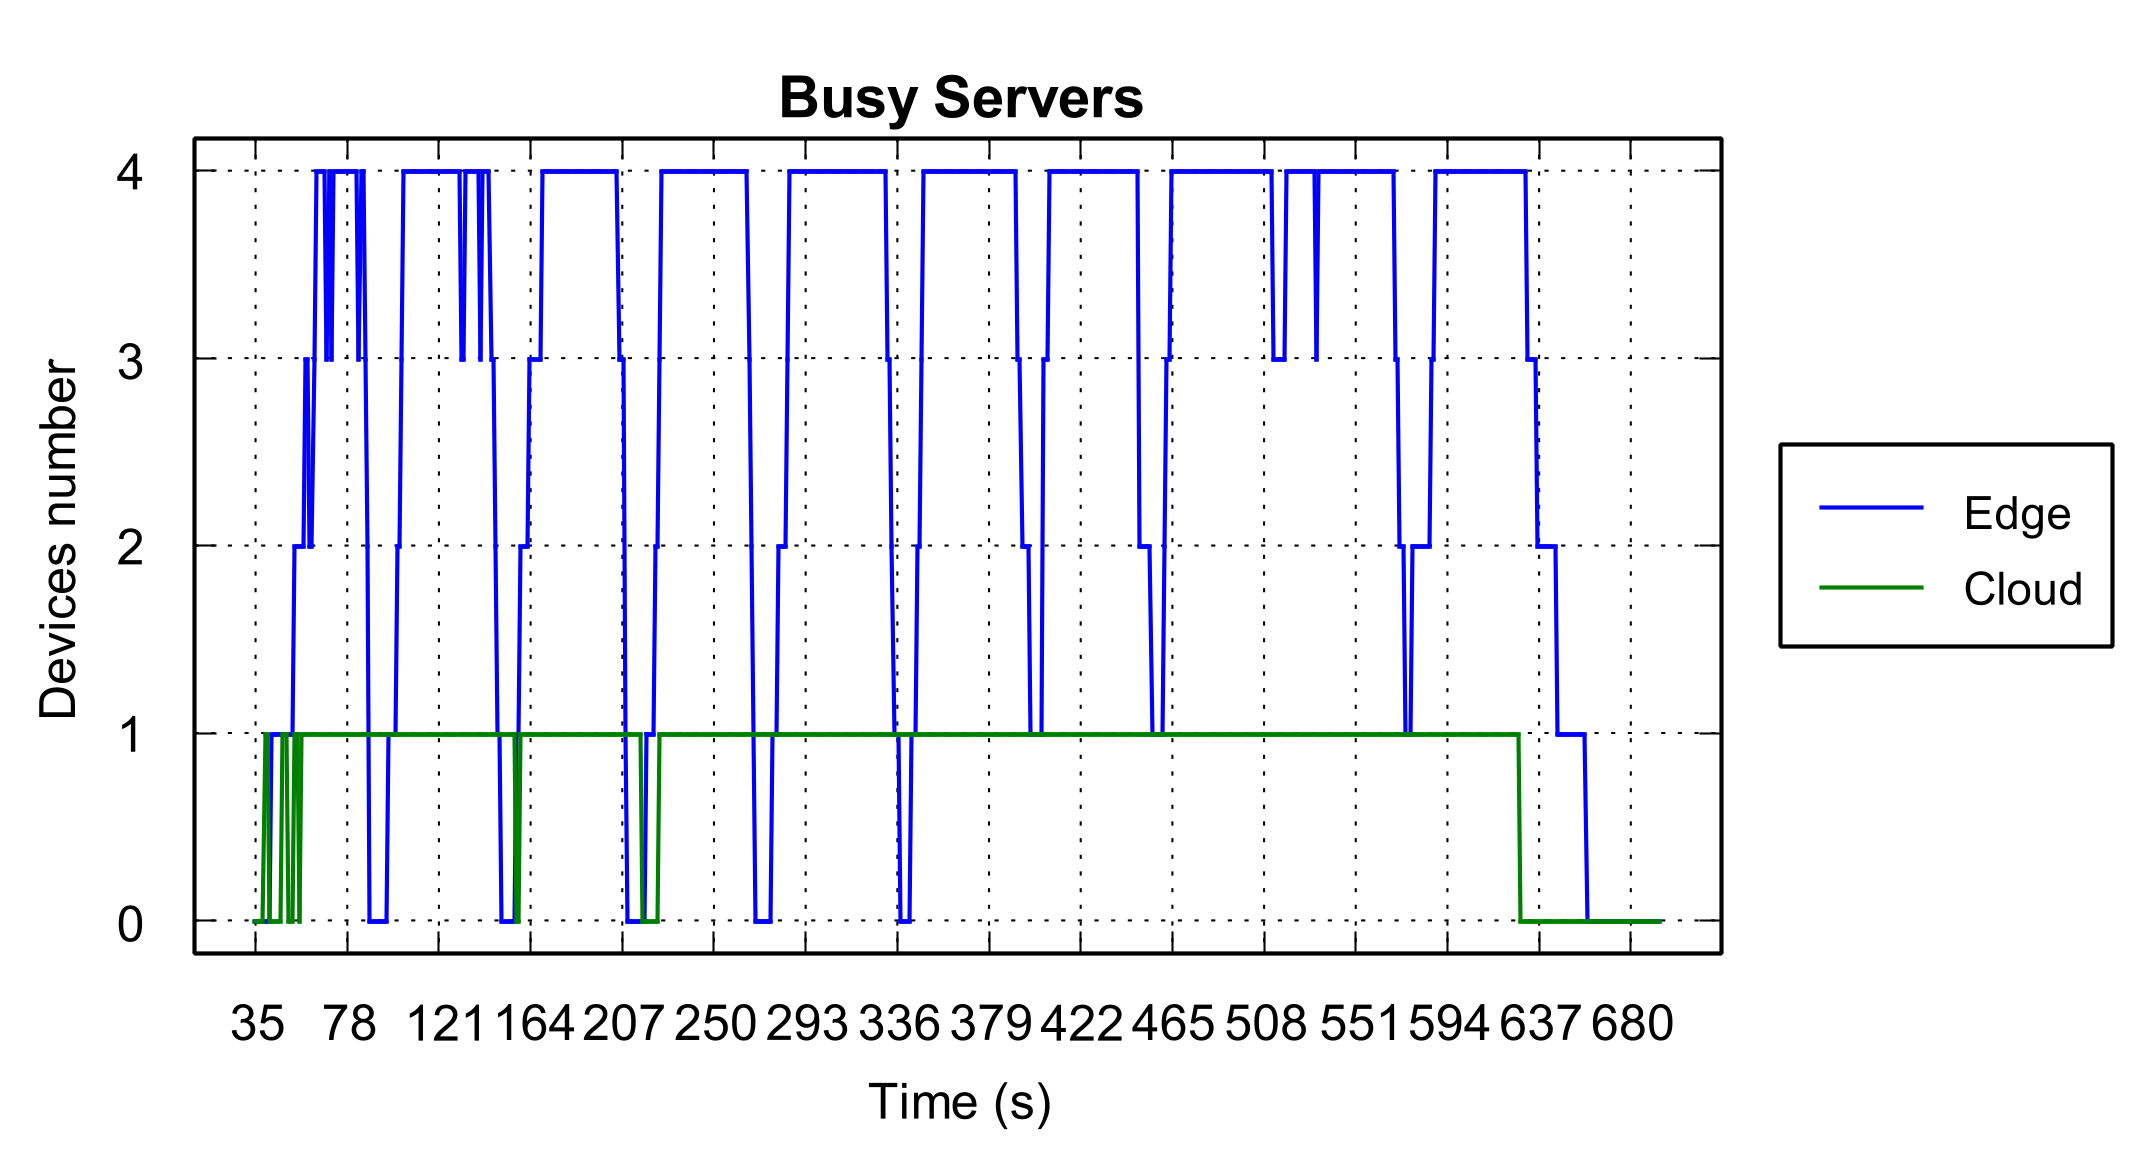 Busy Servers
4
3
2
1
0
Devices number
35 78 121 164 207 250 293 336 379 422 465 508 551 594 637 680
Time (s)
Edge
Cloud